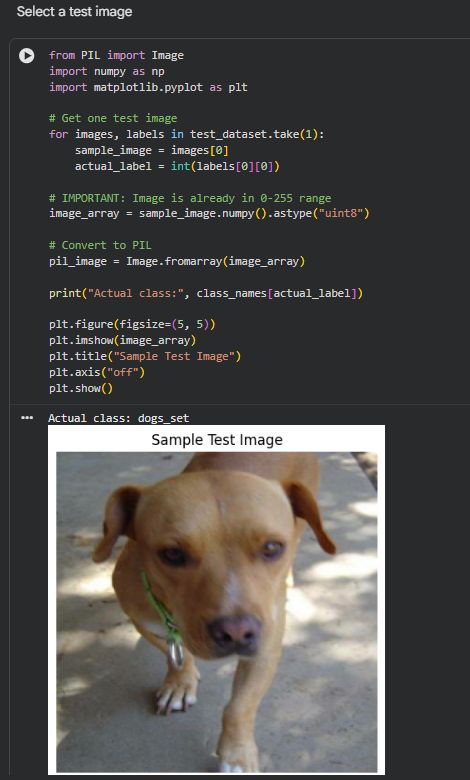 Select a test image
from PIL import Image
import numpy as np
import matplotlib.pyplot as plt
# Get one test image
for images, labels in test_dataset.take(1):
    sample_image = images[0]
    actual_label = int(labels[0][0])
# IMPORTANT: Image is already in 0-255 range
image_array = sample_image.numpy().astype("uint8")
# Convert to PIL
pil_image = Image.fromarray(image_array)
print("Actual class:", class_names[actual_label])
plt.figure(figsize=(5, 5))
plt.imshow(image_array)
plt.title("Sample Test Image")
plt.axis("off")
plt.show()
Actual class: dogs_set
Sample Test Image